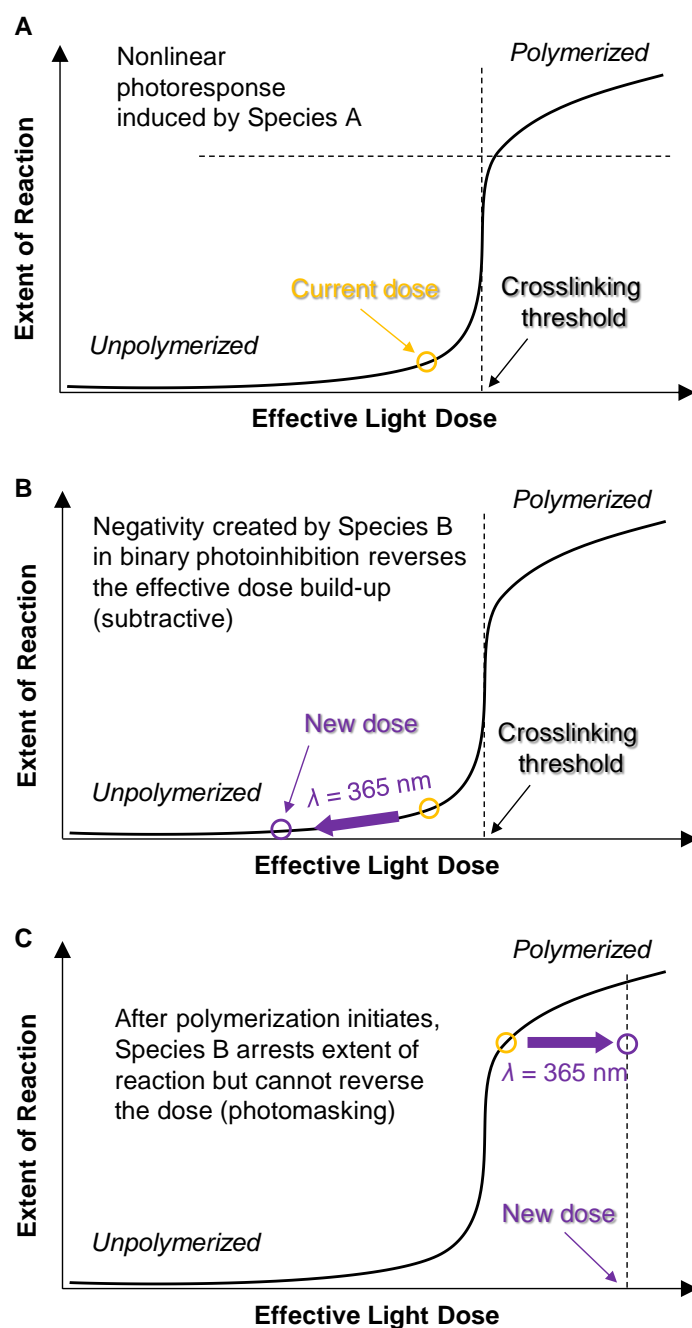 A
Nonlinear
photoresponse
induced by Species A
Polymerized
Extent of Reaction
Current dose
Crosslinking
threshold
Unpolymerized
Effective Light Dose
B
Polymerized
Negativity created by Species B
in binary photoinhibition reverses
the effective dose build-up
(subtractive)
Extent of Reaction
New dose
Crosslinking
threshold
Unpolymerized
λ = 365 nm
Effective Light Dose
C
Polymerized
After polymerization initiates,
Species B arrests extent of
reaction but cannot reverse
the dose (photomasking)
λ = 365 nm
Extent of Reaction
New dose
Unpolymerized
Effective Light Dose